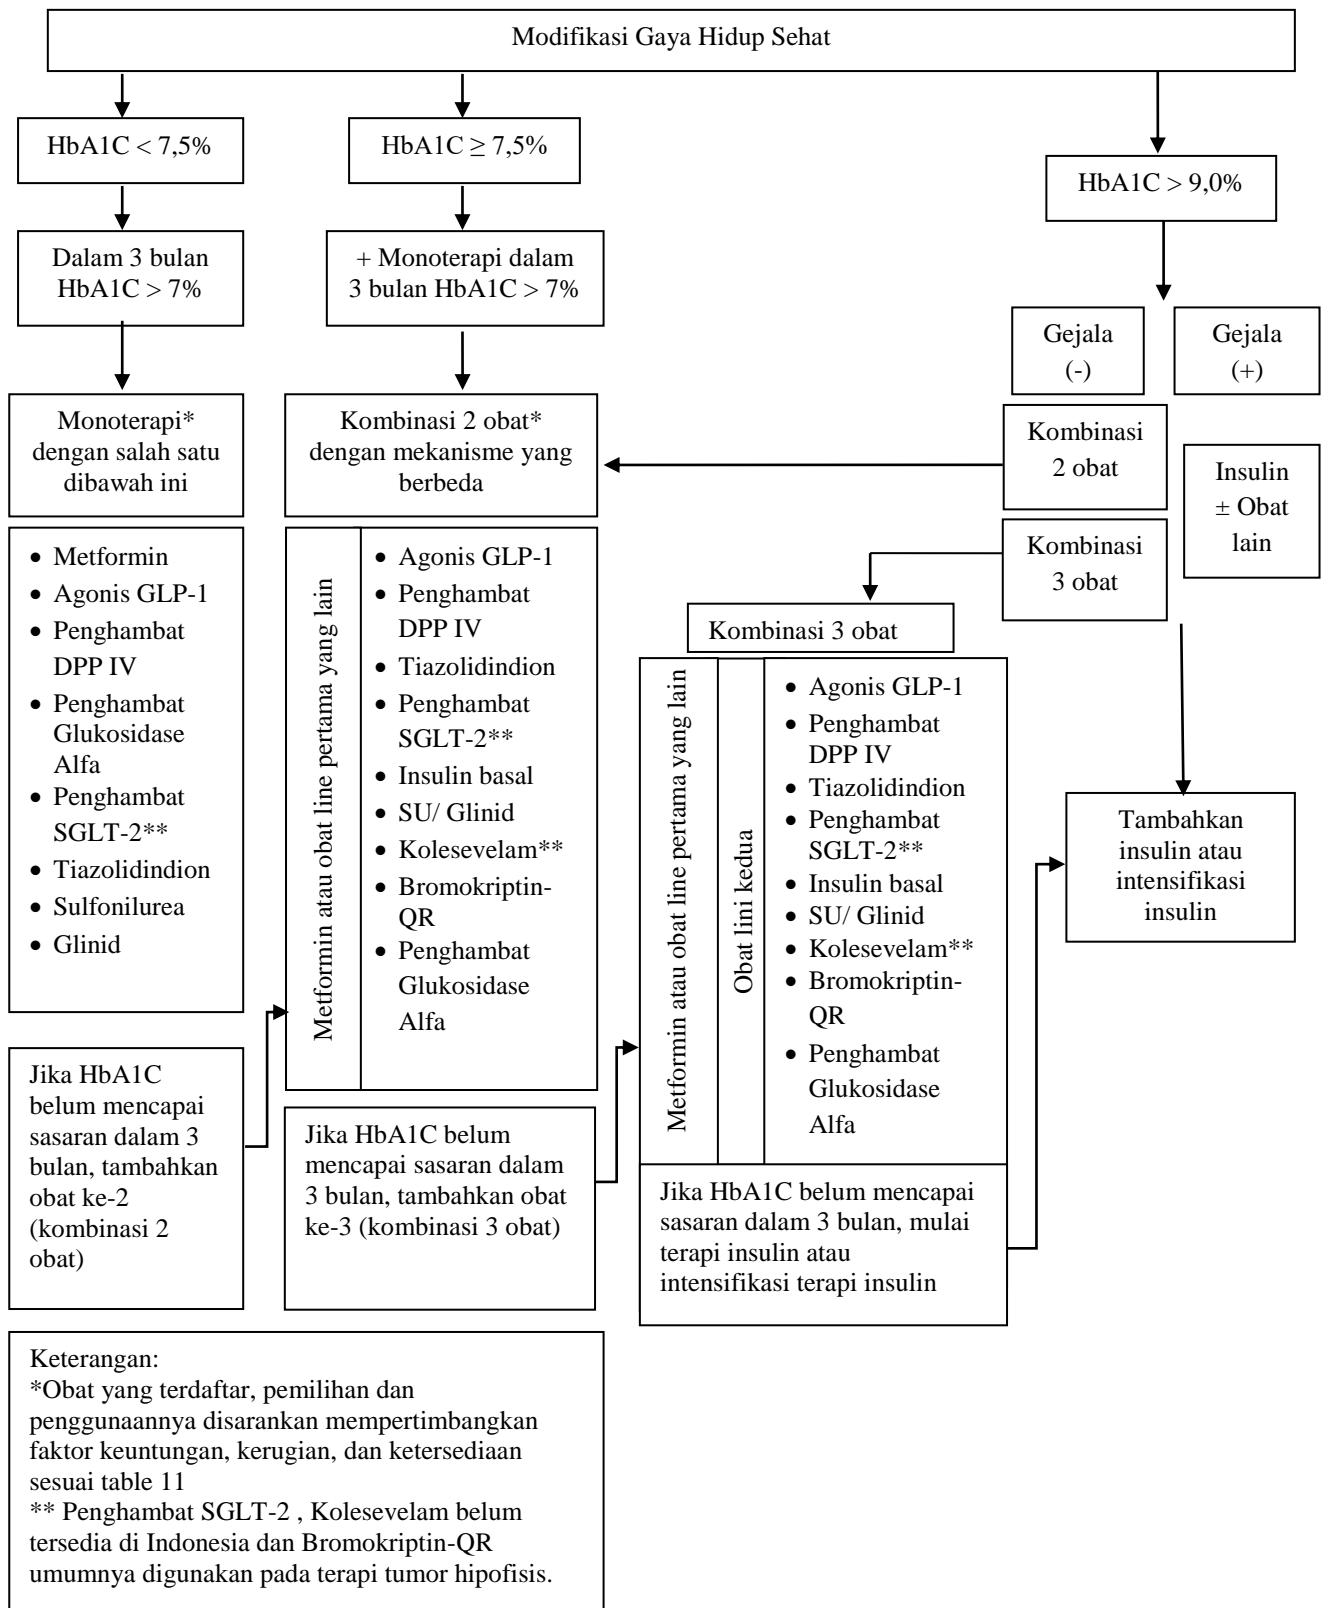 Modifikasi Gaya Hidup Sehat
HbA1C < 7,5%
Dalam 3 bulan
HbA1C > 7%
Monoterapi*
dengan salah satu
dibawah ini
• Metformin
• Agonis GLP-1
• Penghambat
DPP IV
• Penghambat
Glukosidase
Alfa
• Penghambat
SGLT-2**
• Tiazolidindion
• Sulfonilurea
• Glinid
Jika HbA1C
belum mencapai
sasaran dalam 3
bulan, tambahkan
obat ke-2
(kombinasi 2
obat)
HbA1C ≥ 7,5%
+ Monoterapi dalam
3 bulan HbA1C > 7%
Kombinasi 2 obat*
dengan mekanisme yang
berbeda
Metformin atau obat line pertama yang lain
• Agonis GLP-1
• Penghambat
DPP IV
• Tiazolidindion
• Penghambat
SGLT-2**
• Insulin basal
• SU/ Glinid
• Kolesevelam**
• Bromokriptin-
QR
• Penghambat
Glukosidase
Alfa
Jika HbA1C belum
mencapai sasaran dalam
3 bulan, tambahkan obat
ke-3 (kombinasi 3 obat)
HbA1C > 9,0%
Gejala
(-)
Gejala
(+)
Kombinasi
2 obat
Kombinasi
3 obat
Insulin
± Obat
lain
Kombinasi 3 obat
Metformin atau obat line pertama yang lain
Obat lini kedua
• Agonis GLP-1
• Penghambat
DPP IV
• Tiazolidindion
• Penghambat
SGLT-2**
• Insulin basal
• SU/ Glinid
• Kolesevelam**
• Bromokriptin-
QR
• Penghambat
Glukosidase
Alfa
Jika HbA1C belum mencapai
sasaran dalam 3 bulan, mulai
terapi insulin atau
intensifikasi terapi insulin
Tambahkan
insulin atau
intensifikasi
insulin
Keterangan:
*Obat yang terdaftar, pemilihan dan
penggunaannya disarankan mempertimbangkan
faktor keuntungan, kerugian, dan ketersediaan
sesuai table 11
** Penghambat SGLT-2 , Kolesevelam belum
tersedia di Indonesia dan Bromokriptin-QR
umumnya digunakan pada terapi tumor hipofisis.